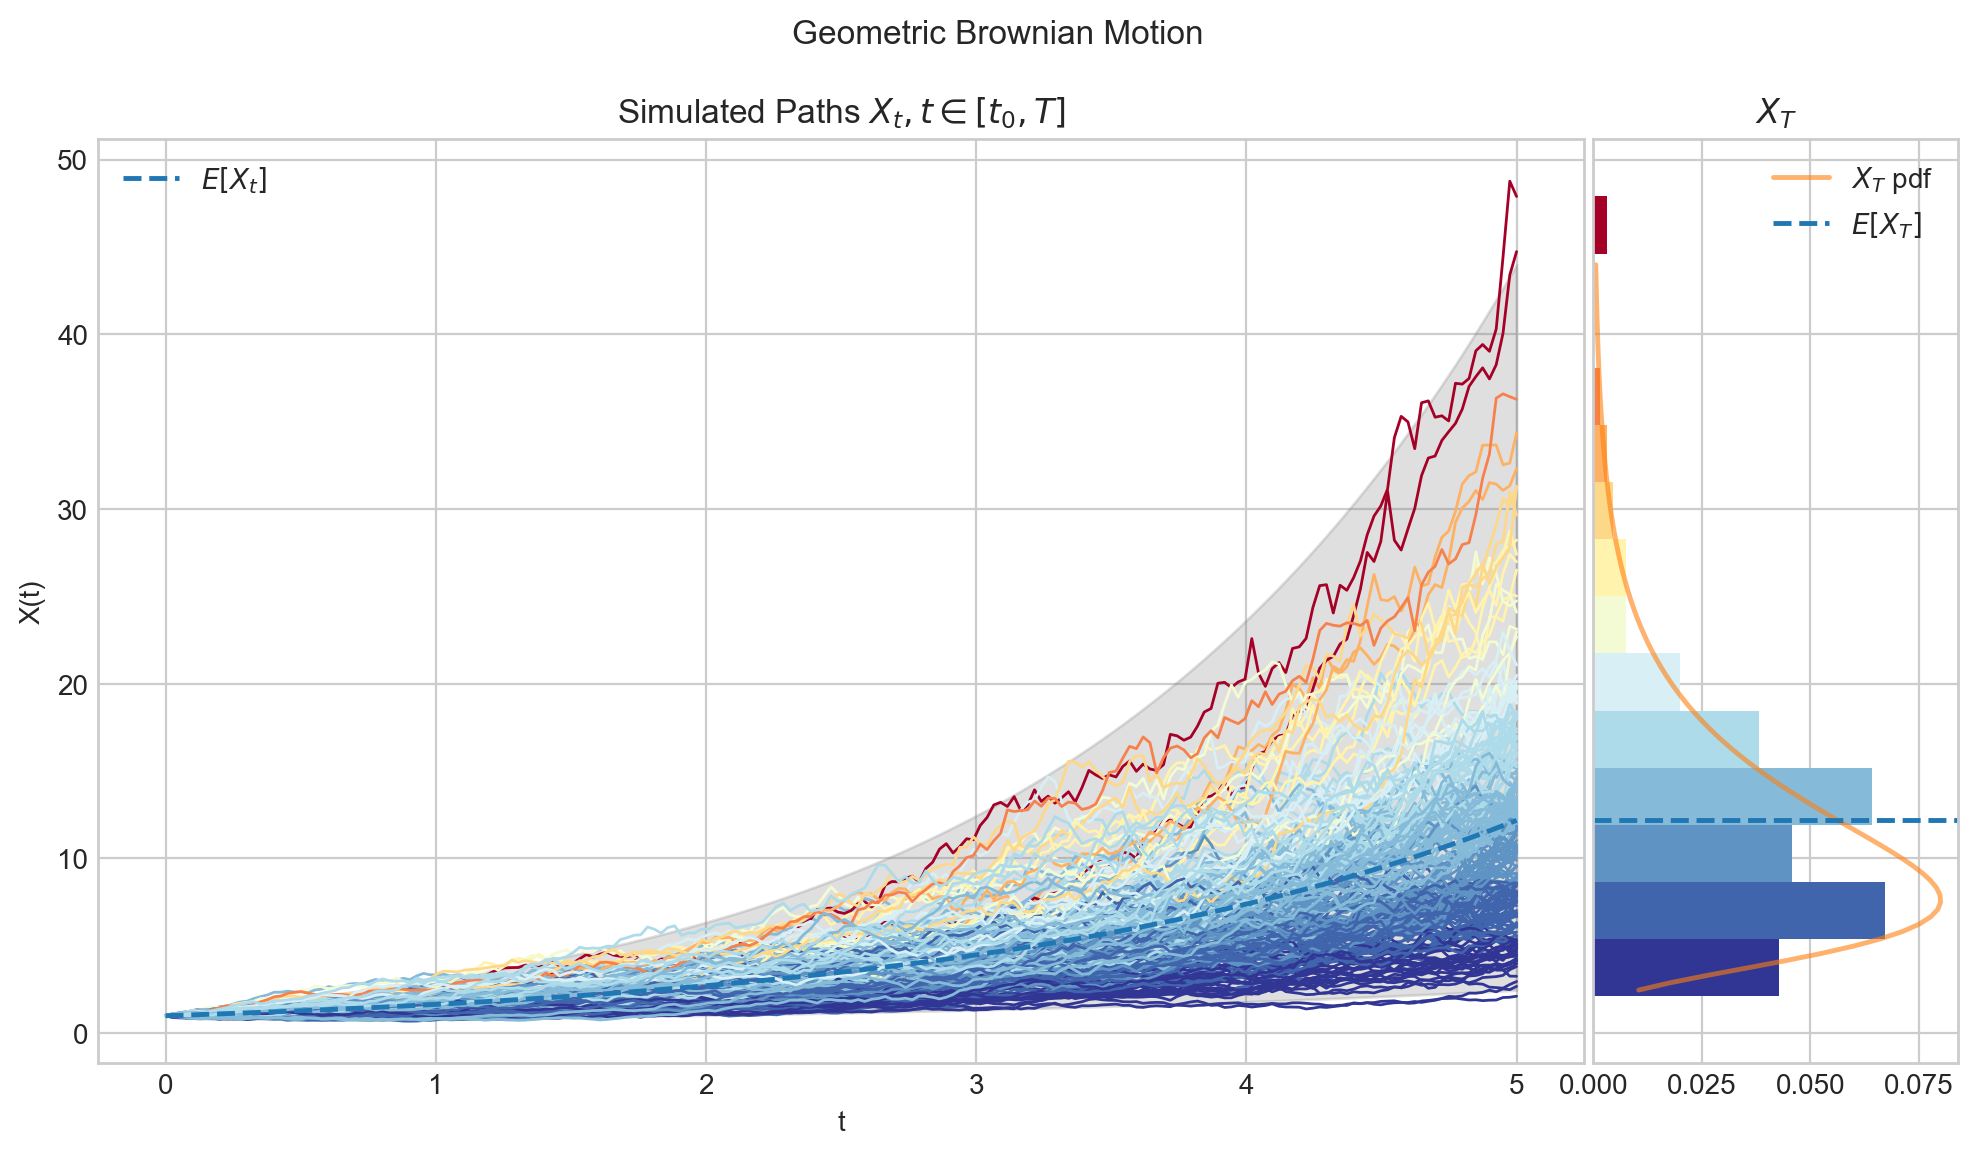 Geometric Brownian Motion
Simulated Paths X_t, t ∈ [t_0, T]
X_T
E[X_t]
X_T pdf
E[X_T]
50
40
30
20
10
0
X(t)
0 1 2 3 4 5
0.000 0.025 0.050 0.075
t